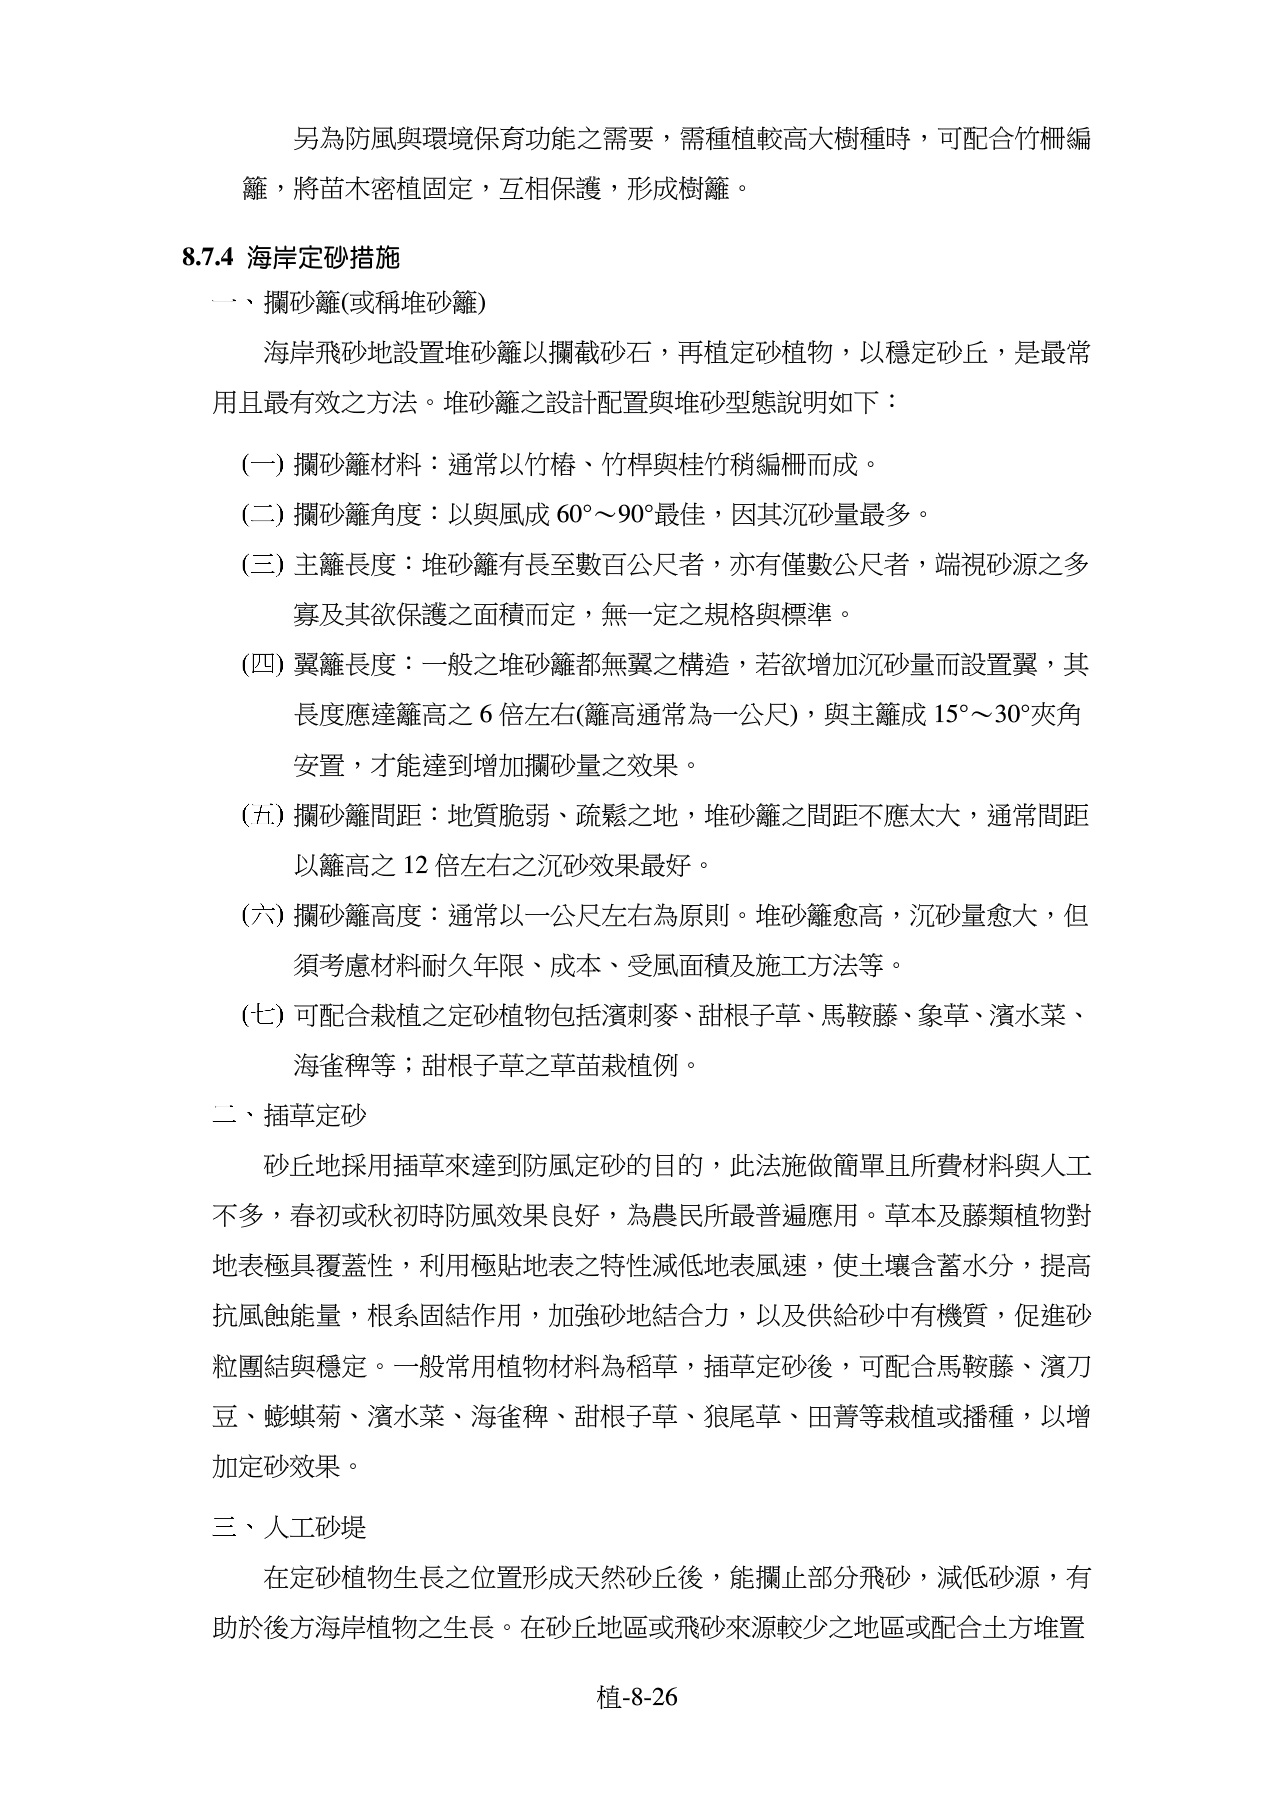 另為防風與環境保育功能之需要，需種植較高大樹種時，可配合竹柵編
籬，將苗木密植固定，互相保護，形成樹籬。
8.7.4 海岸定砂措施
一、攔砂籬(或稱堆砂籬)
海岸飛砂地設置堆砂籬以攔截砂石，再植定砂植物，以穩定砂丘，是最常
用且最有效之方法。堆砂籬之設計配置與堆砂型態說明如下：
(一) 攔砂籬材料：通常以竹樁、竹桿與桂竹稍編柵而成。
(二) 攔砂籬角度：以與風成 60°～90°最佳，因其沉砂量最多。
(三) 主籬長度：堆砂籬有長至數百公尺者，亦有僅數公尺者，端視砂源之多
寡及其欲保護之面積而定，無一定之規格與標準。
(四) 翼籬長度：一般之堆砂籬都無翼之構造，若欲增加沉砂量而設置翼，其
長度應達籬高之 6 倍左右(籬高通常為一公尺)，與主籬成 15°～30°夾角
安置，才能達到增加攔砂量之效果。
(五) 攔砂籬間距：地質脆弱、疏鬆之地，堆砂籬之間距不應太大，通常間距
以籬高之 12 倍左右之沉砂效果最好。
(六) 攔砂籬高度：通常以一公尺左右為原則。堆砂籬愈高，沉砂量愈大，但
須考慮材料耐久年限、成本、受風面積及施工方法等。
(七) 可配合栽植之定砂植物包括濱刺麥、甜根子草、馬鞍藤、象草、濱水菜、
海雀稗等；甜根子草之草苗栽植例。
二、插草定砂
砂丘地採用插草來達到防風定砂的目的，此法施做簡單且所費材料與人工
不多，春初或秋初時防風效果良好，為農民所最普遍應用。草本及藤類植物對
地表極具覆蓋性，利用極貼地表之特性減低地表風速，使土壤含蓄水分，提高
抗風蝕能量，根系固結作用，加強砂地結合力，以及供給砂中有機質，促進砂
粒團結與穩定。一般常用植物材料為稻草，插草定砂後，可配合馬鞍藤、濱刀
豆、蟛蜞菊、濱水菜、海雀稗、甜根子草、狼尾草、田菁等栽植或播種，以增
加定砂效果。
三、人工砂堤
在定砂植物生長之位置形成天然砂丘後，能攔止部分飛砂，減低砂源，有
助於後方海岸植物之生長。在砂丘地區或飛砂來源較少之地區或配合土方堆置
植-8-26